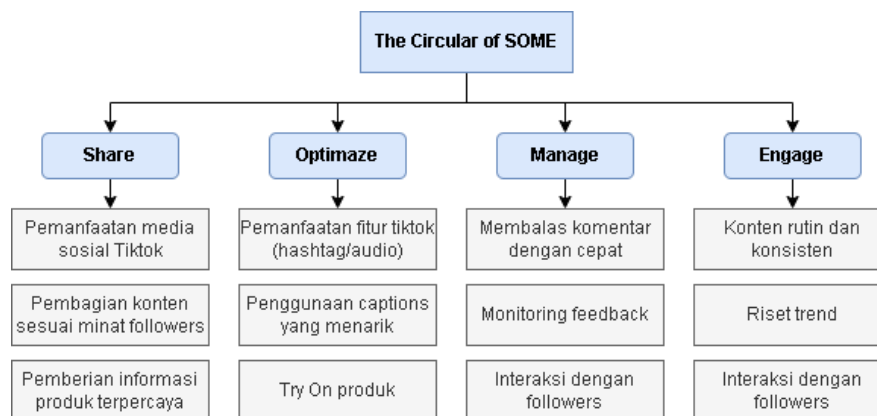 The Circular of SOME
Share
Optimaze
Manage
Engage
Pemanfaatan media
sosial Tiktok
Pemanfaatan fitur tiktok
(hashtag/audio)
Membalas komentar
dengan cepat
Konten rutin dan
konsisten
Pembagian konten
sesuai minat followers
Penggunaan captions
yang menarik
Monitoring feedback
Riset trend
Pemberian informasi
produk terpercaya
Try On produk
Interaksi dengan
followers
Interaksi dengan
followers